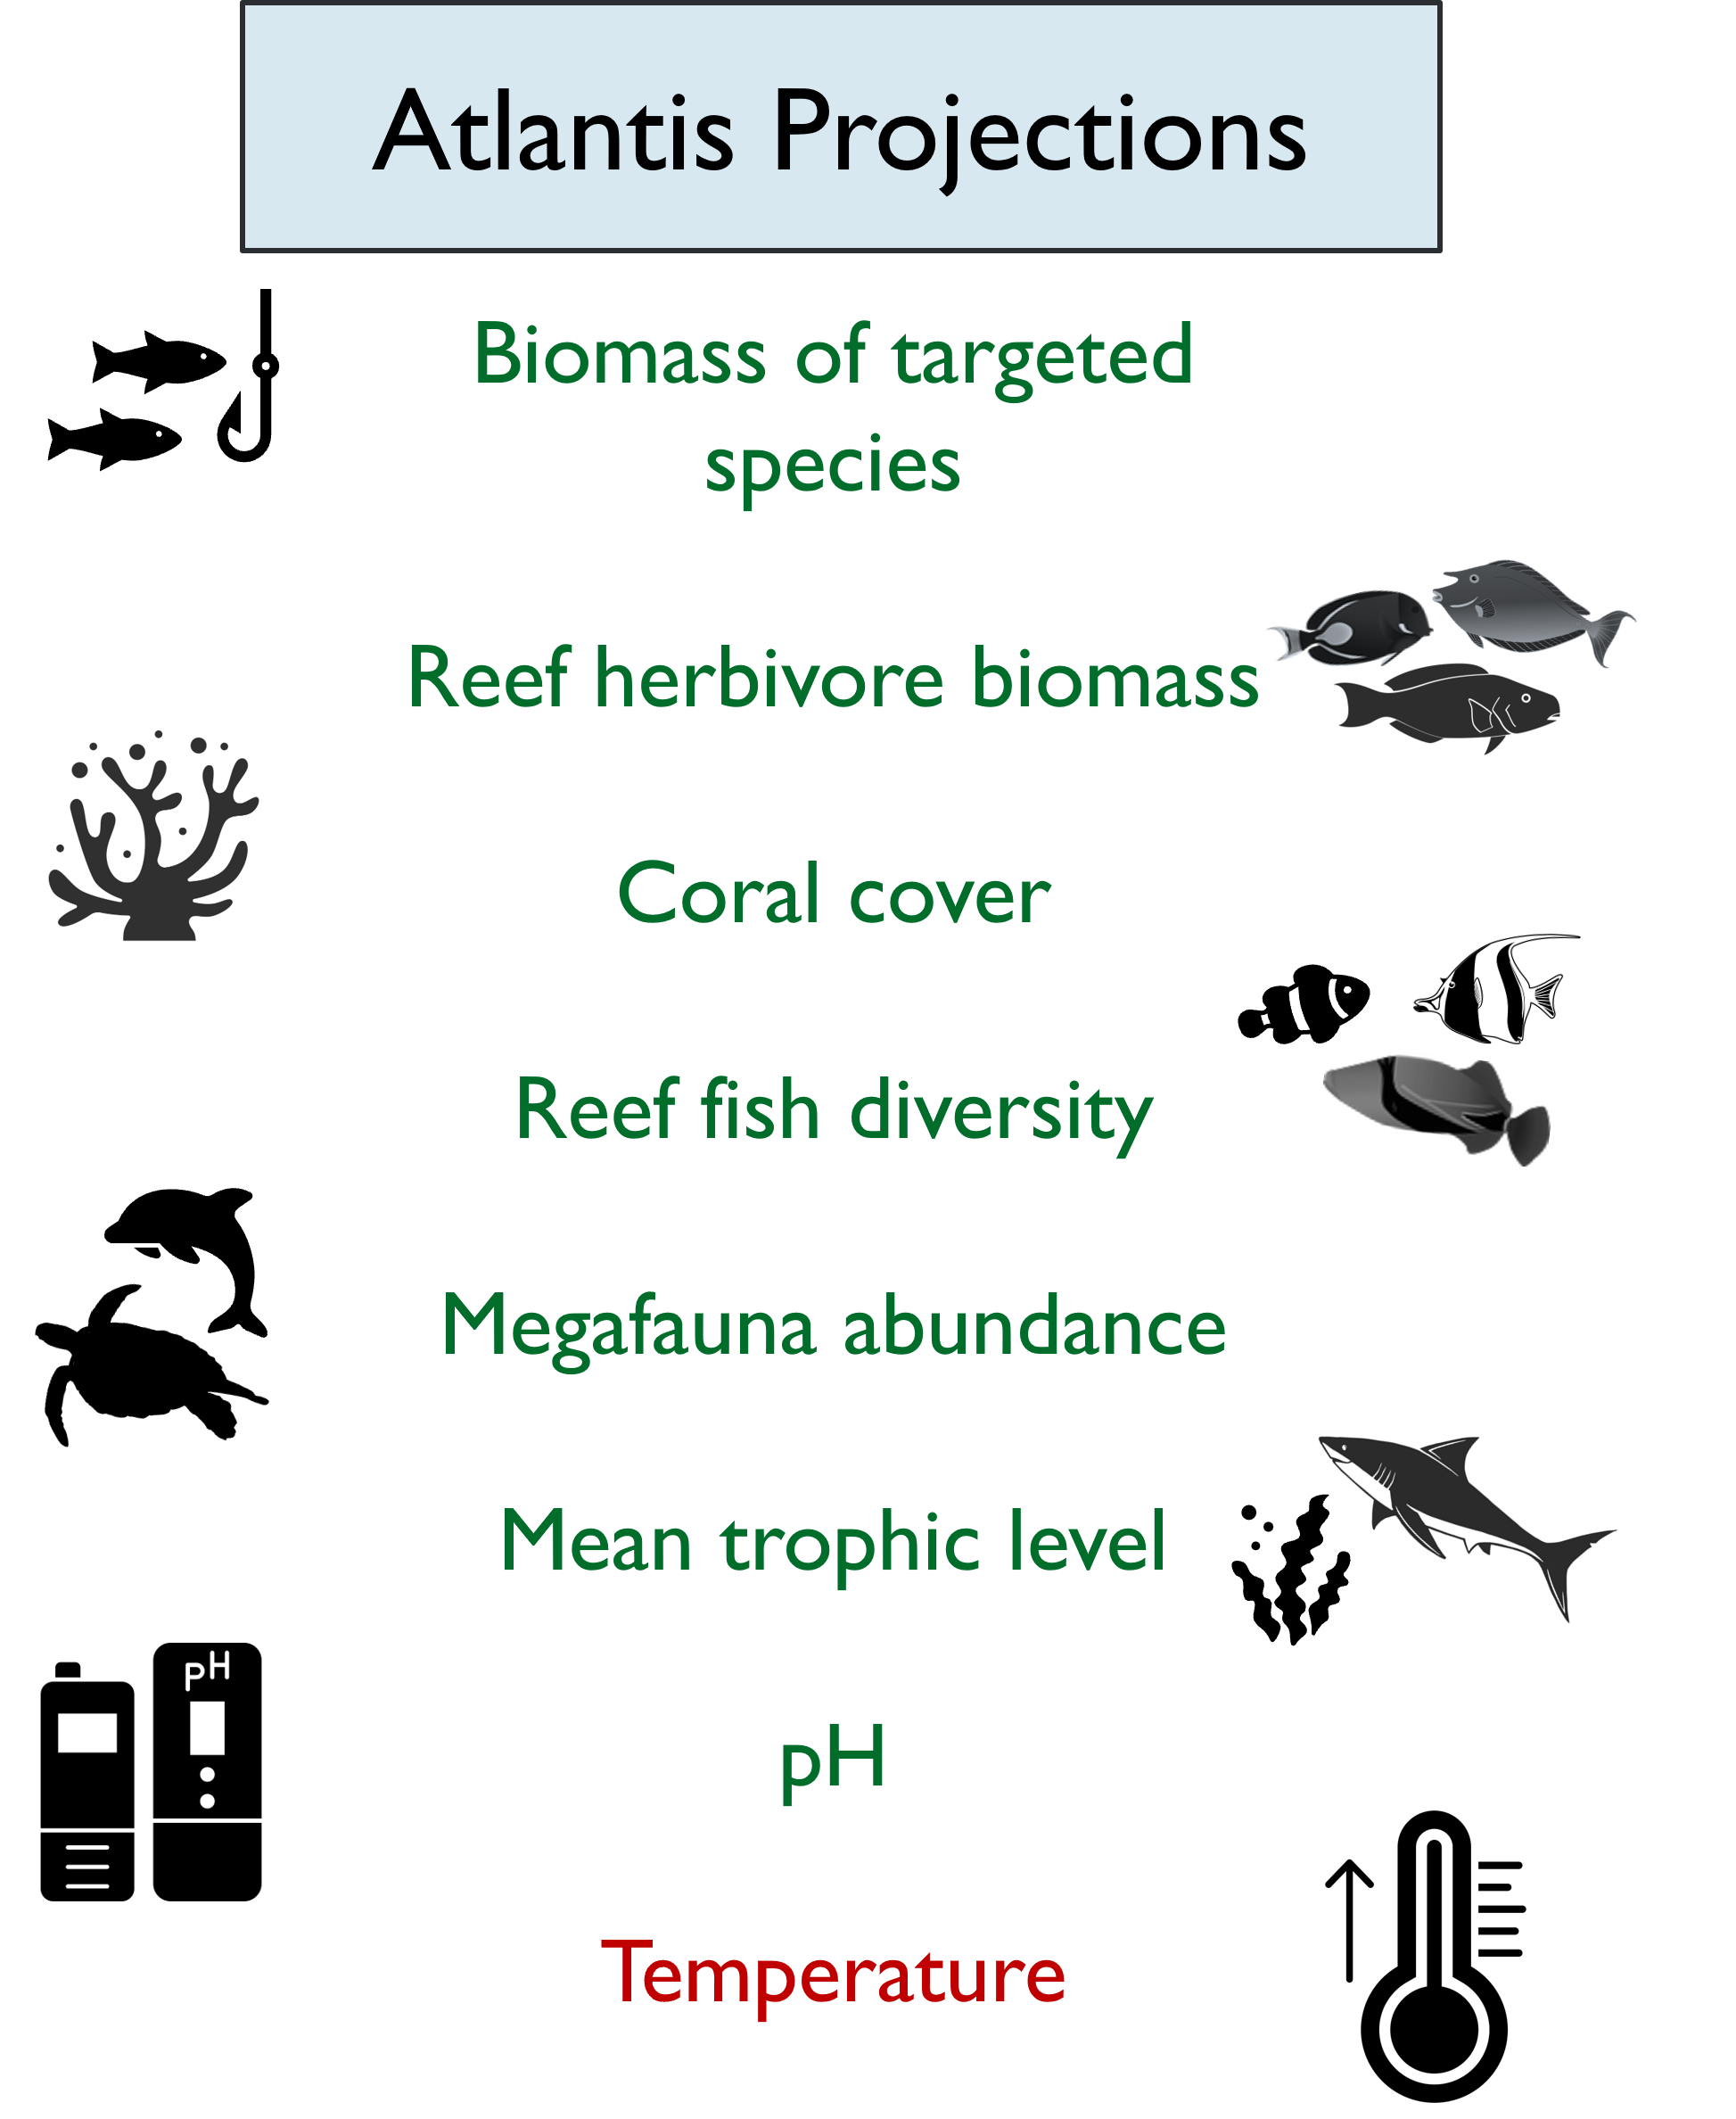 Atlantis Projections
Biomass of targeted
species
Reef herbivore biomass
Coral cover
Reef fish diversity
Megafauna abundance
Mean trophic level
pH
pH
Temperature